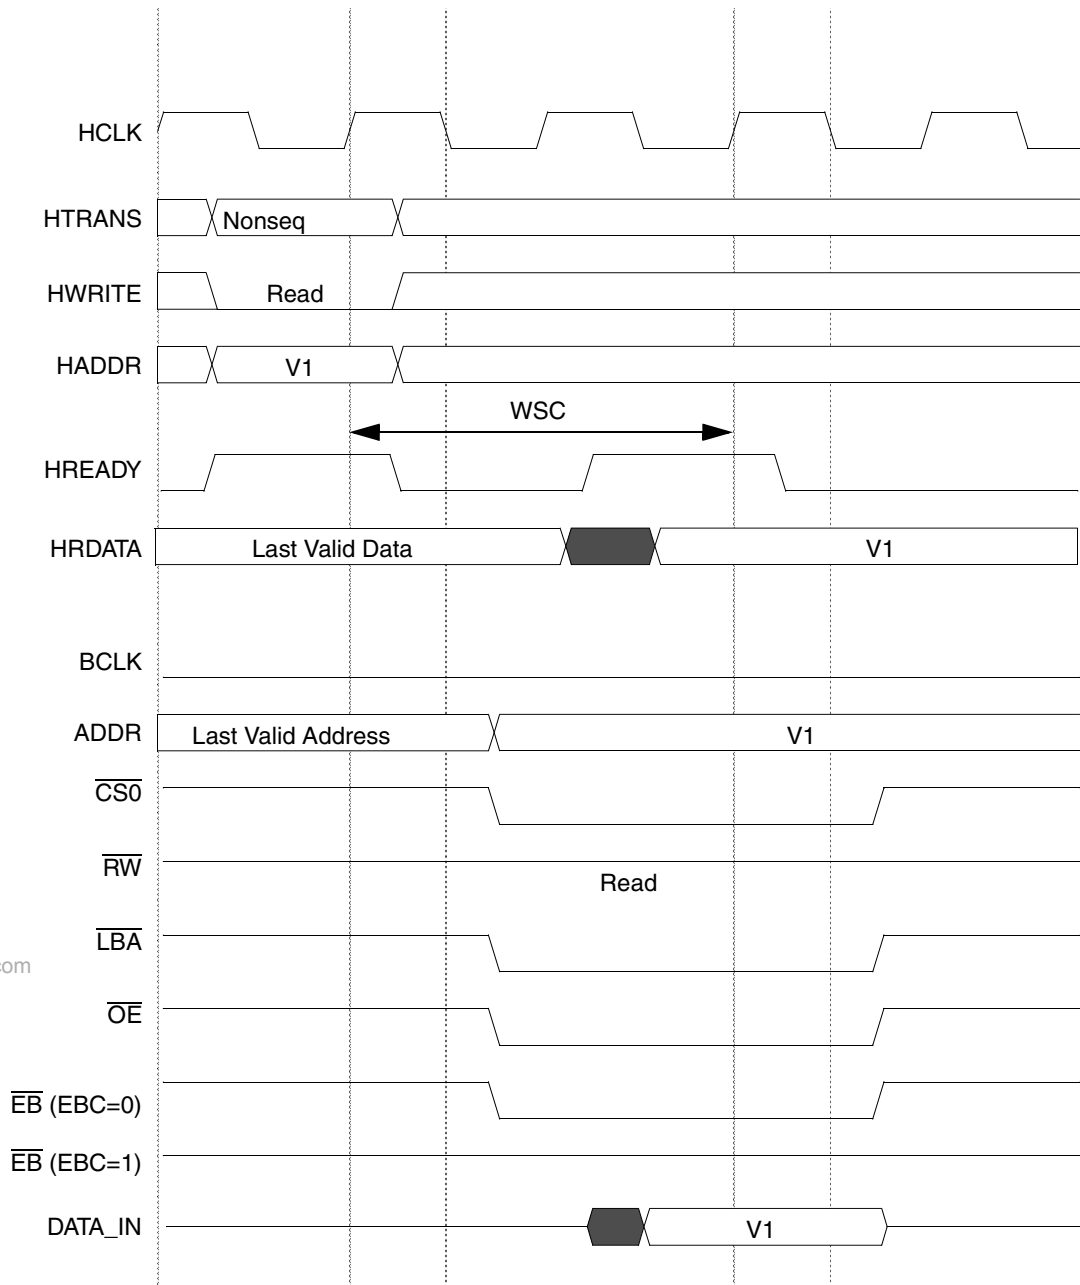 HCLK
HTRANS Nonseq
HWRITE Read
HADDR V1
WSC
HREADY
HRDATA Last Valid Data V1
BCLK
ADDR Last Valid Address V1
CS0
RW
Read
LBA
com
OE
EB (EBC=0)
EB (EBC=1)
DATA_IN V1